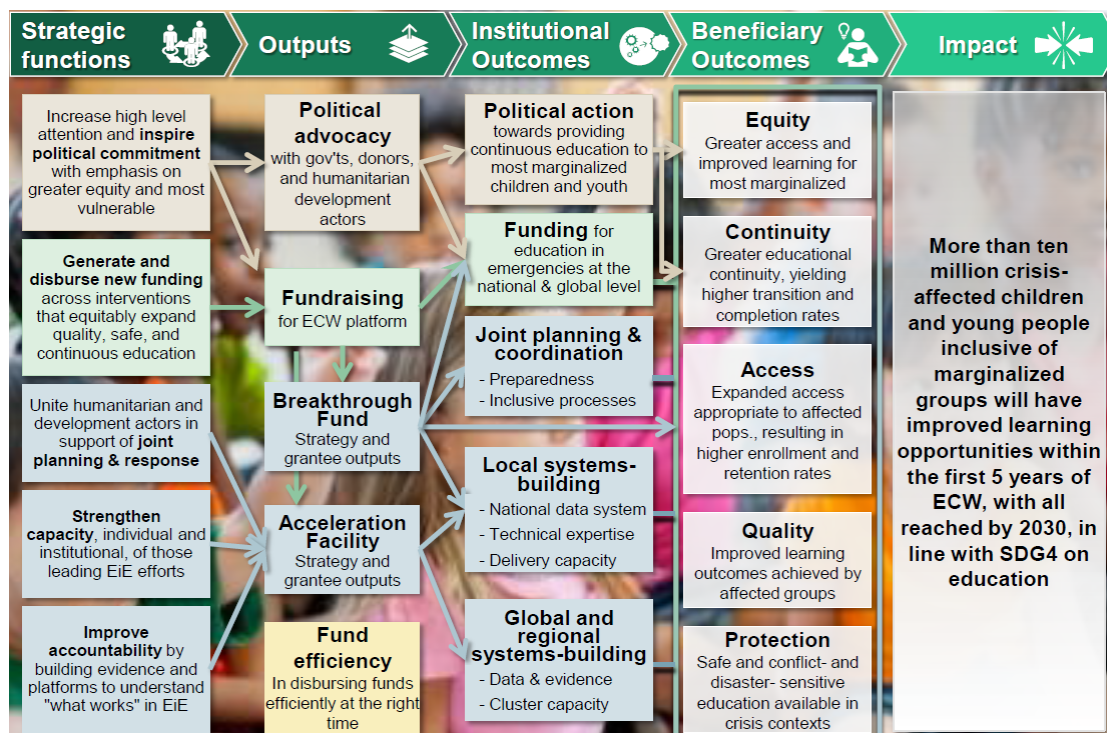 Strategic
functions
Outputs
Institutional
Outcomes
Beneficiary
Outcomes
Impact
Increase high level
attention and inspire
political commitment
with emphasis on
greater equity and most
vulnerable
Generate and
disburse new funding
across interventions
that equitably expand
quality, safe, and
continuous education
Unite humanitarian and
development actors in
support of joint
planning & response
Strengthen
capacity, individual and
institutional, of those
leading EiE efforts
Improve
accountability by
building evidence and
platforms to understand
"what works" in EiE
Political
advocacy
with gov'ts, donors,
and humanitarian
development
actors
Fundraising
for ECW platform
Breakthrough
Fund
Strategy and
grantee outputs
Acceleration
Facility
Strategy and
grantee outputs
Fund
efficiency
In disbursing funds
efficiently at the right
time
Political action
towards providing
continuous education to
most marginalized
children and youth
Funding for
education in
emergencies at the
national & global level
Joint planning &
coordination
- Preparedness
- Inclusive processes
Local systems-
building
- National data system
- Technical expertise
- Delivery capacity
Global and
regional
systems-building
- Data & evidence
- Cluster capacity
Equity
Greater access and
improved learning for
most marginalized
Continuity
Greater educational
continuity, yielding
higher transition and
completion rates
Access
Expanded access
appropriate to affected
pops., resulting in
higher enrollment and
retention rates
Quality
Improved learning
outcomes achieved by
affected groups
Protection
Safe and conflict- and
disaster- sensitive
education available in
crisis contexts
More than ten
million crisis-
affected children
and young people
inclusive of
marginalized
groups will have
improved learning
opportunities within
the first 5 years of
ECW, with all
reached by 2030, in
line with SDG4 on
education